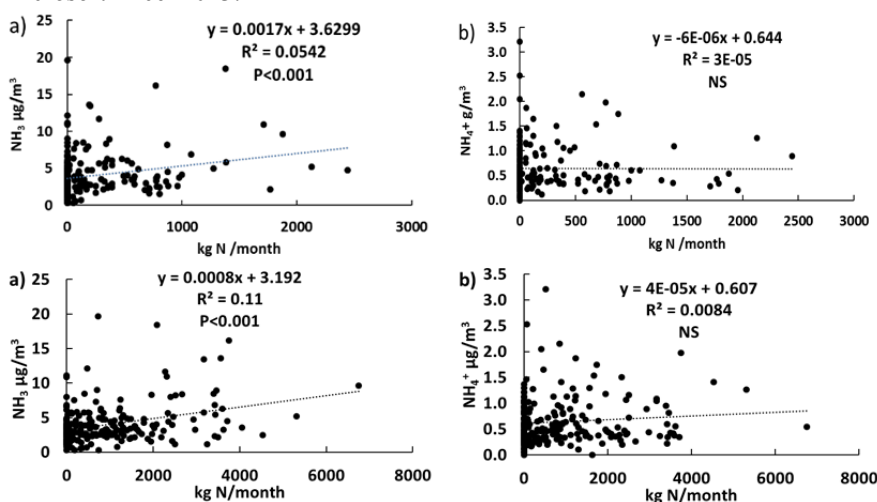 a)
y = 0.0017x + 3.6299
R² = 0.0542
P<0.001
NH₃ µg/m³
25
20
15
10
5
0
0 1000 2000 3000
kg N /month
b)
y = -6E-06x + 0.644
R² = 3E-05
NS
NH₄+ g/m³
3.5
3.0
2.5
2.0
1.5
1.0
0.5
0.0
0 500 1000 1500 2000 2500 3000
kg N /month
a)
y = 0.0008x + 3.192
R² = 0.11
P<0.001
NH₃ µg/m³
25
20
15
10
5
0
0 2000 4000 6000 8000
kg N/month
b)
y = 4E-05x + 0.607
R² = 0.0084
NS
NH₄⁺ µg/m³
3.5
3.0
2.5
2.0
1.5
1.0
0.5
0.0
0 2000 4000 6000 8000
kg N/month